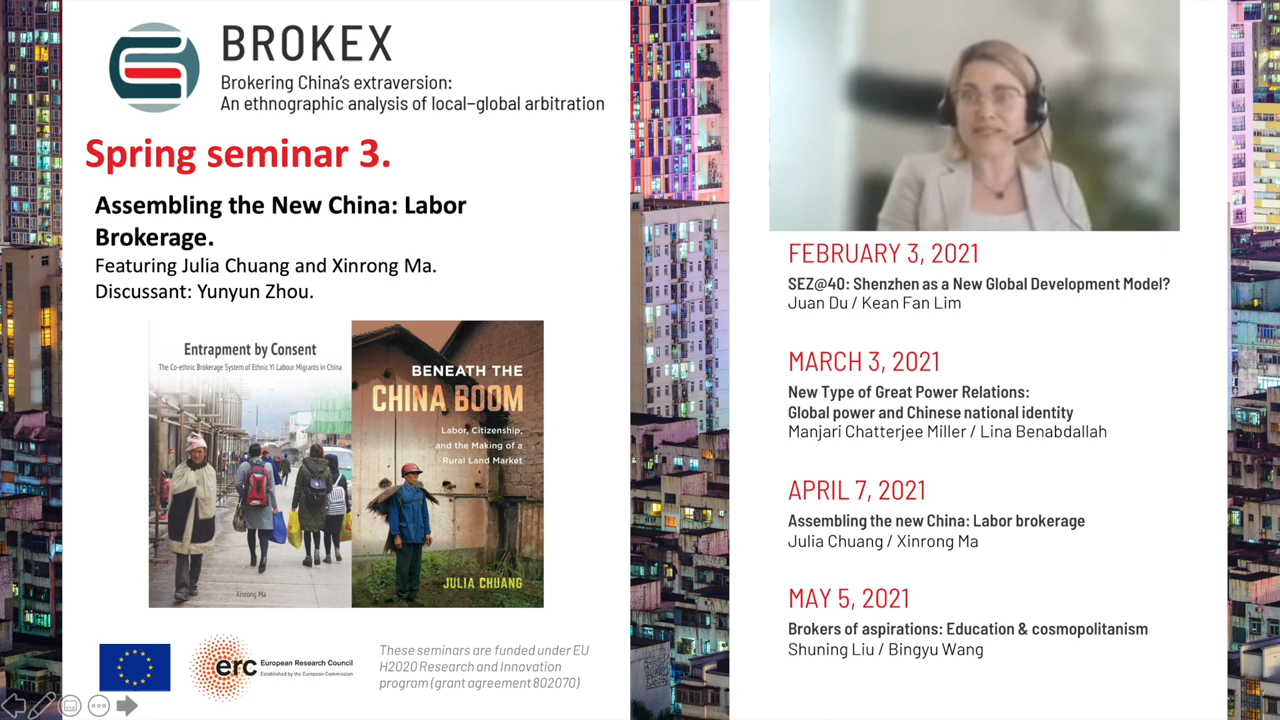 BROKEX
Brokering China's extraversion:
An ethnographic analysis of local–global arbitration
Spring seminar 3.
Assembling the New China: Labor
Brokerage.
Featuring Julia Chuang and Xinrong Ma.
Discussant: Yunyun Zhou.
Entrapment by Consent
The Co-ethnic Brokerage System of Ethnic Yi Labour Migrants in China
Xinrong Ma
BENEATH THE
CHINA BOOM
Labor, Citizenship,
and the Making of a
Rural Land Market
JULIA CHUANG
erc
European Research Council
Established by the European Commission
These seminars are funded under EU
H2020 Research and Innovation
program (grant agreement 802070)
FEBRUARY 3, 2021
SEZ@40: Shenzhen as a New Global Development Model?
Juan Du / Kean Fan Lim
MARCH 3, 2021
New Type of Great Power Relations:
Global power and Chinese national identity
Manjari Chatterjee Miller / Lina Benabdallah
APRIL 7, 2021
Assembling the new China: Labor brokerage
Julia Chuang / Xinrong Ma
MAY 5, 2021
Brokers of aspirations: Education & cosmopolitanism
Shuning Liu / Bingyu Wang